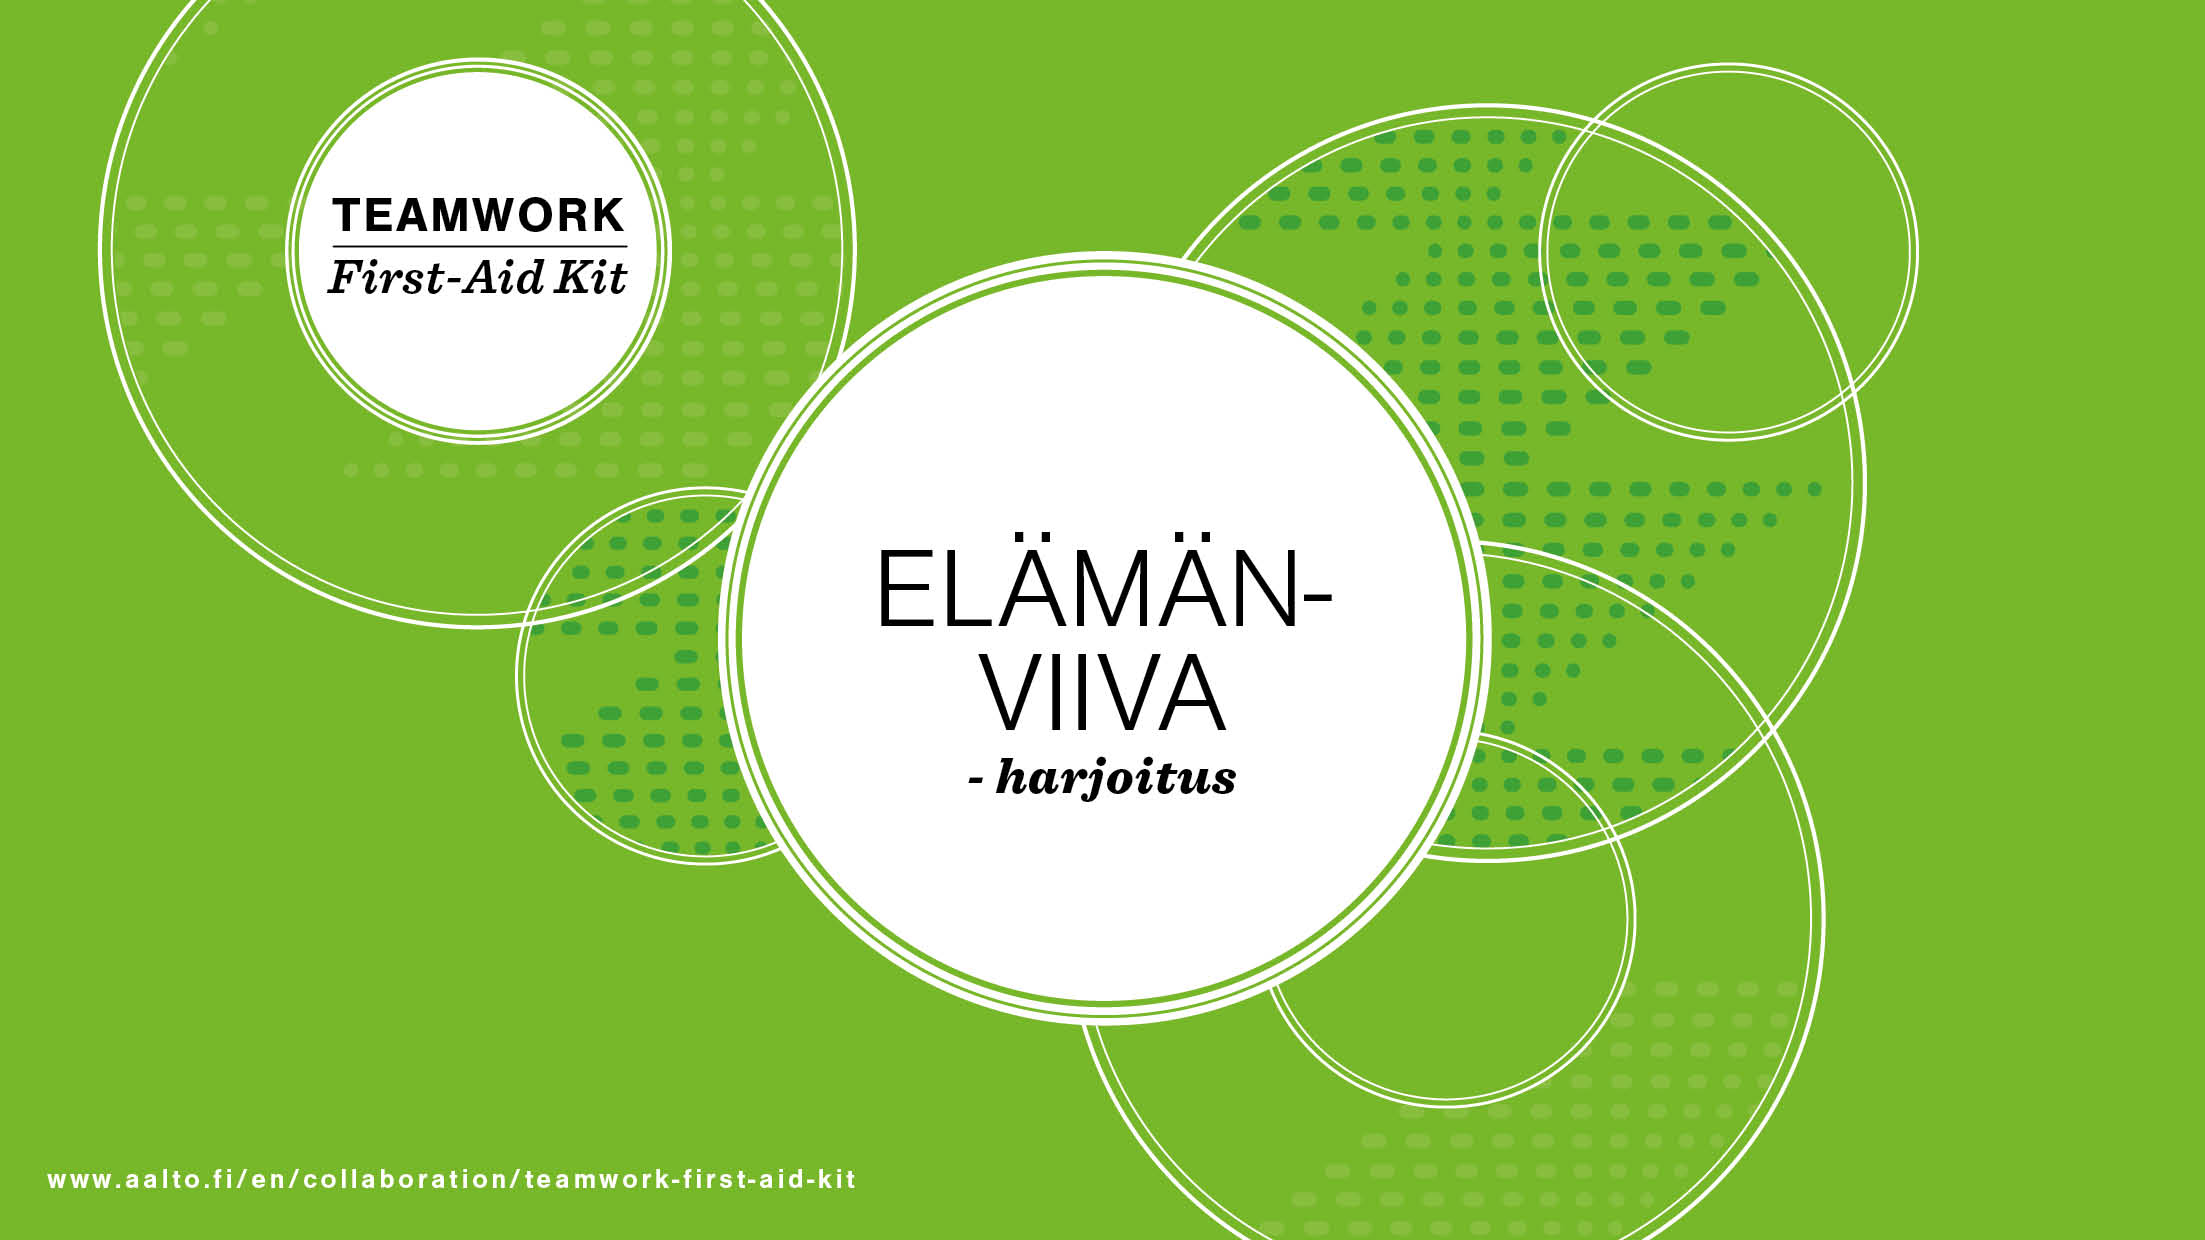 TEAMWORK
First-Aid Kit
ELÄMÄN-
VIIVA
- harjoitus
www.aalto.fi/en/collaboration/teamwork-first-aid-kit